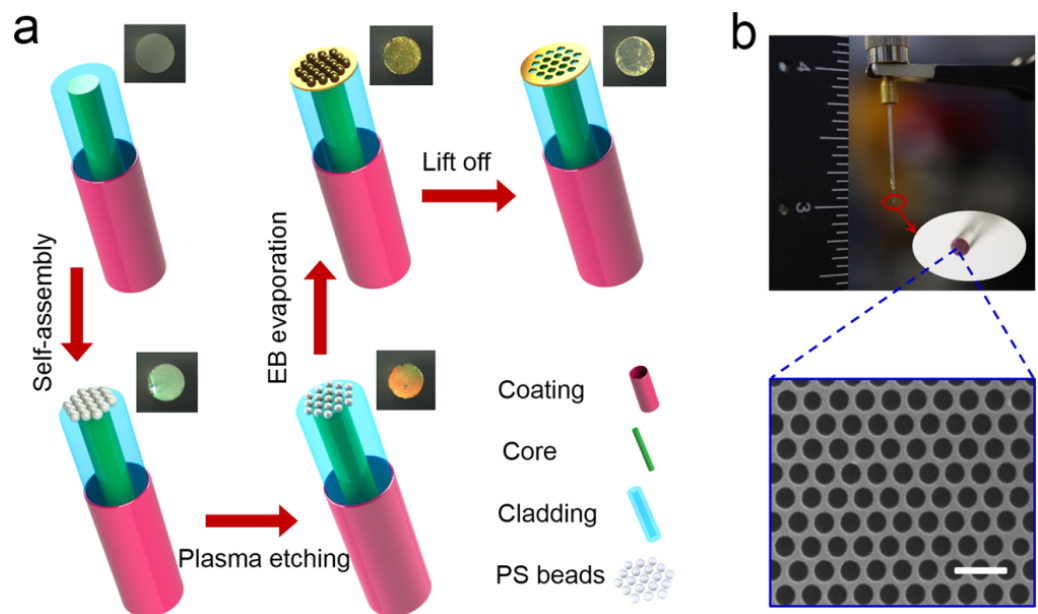 a
b
Self-assembly
Plasma etching
EB evaporation
Lift off
Coating
Core
Cladding
PS beads
4
3